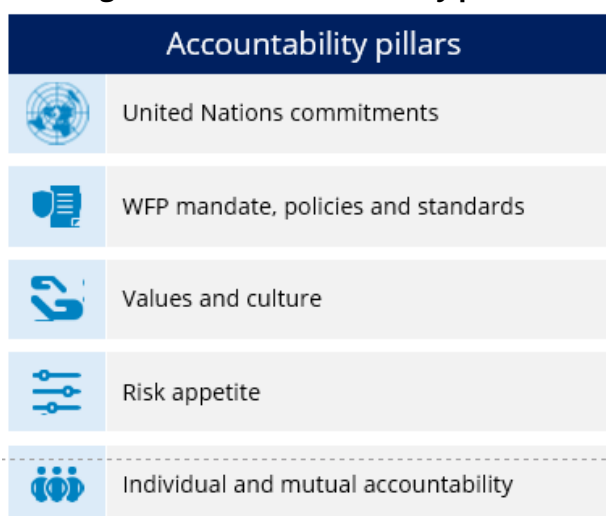 Accountability pillars
United Nations commitments
WFP mandate, policies and standards
Values and culture
Risk appetite
Individual and mutual accountability